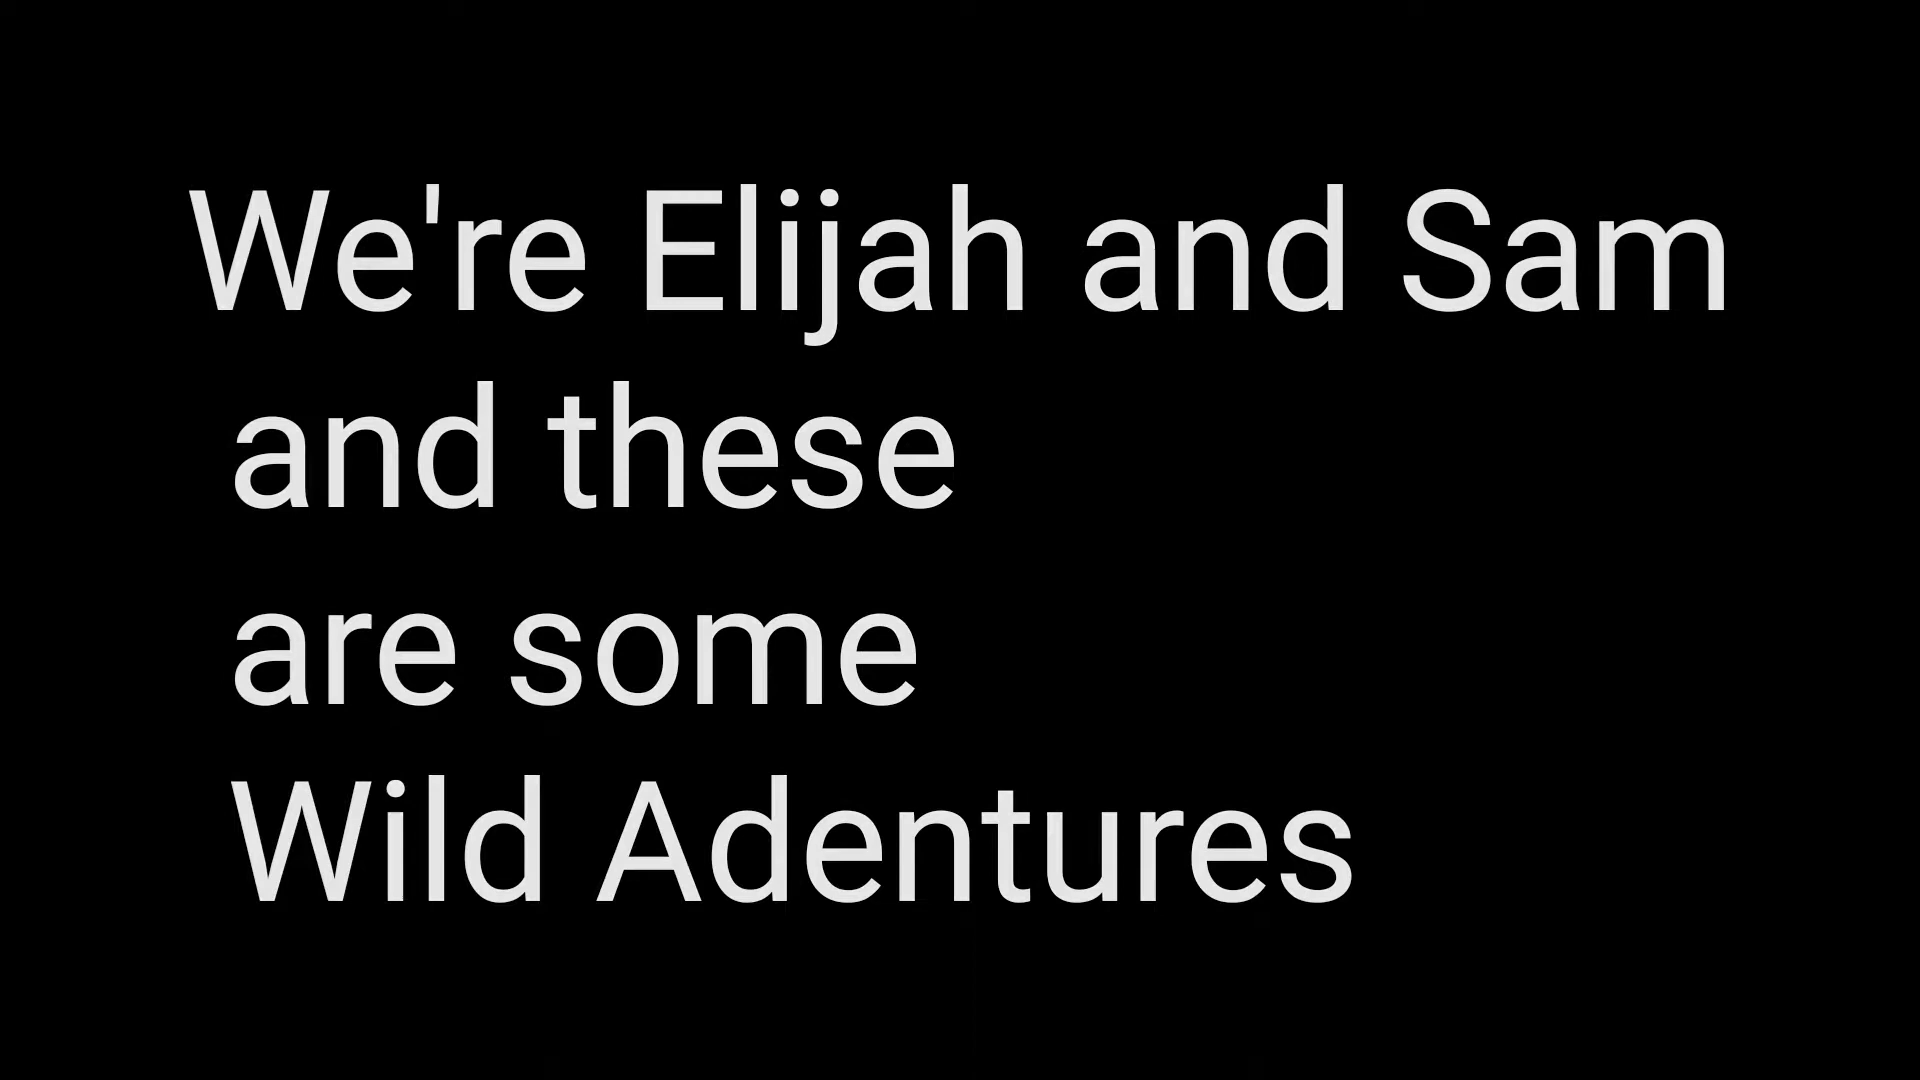 We're Elijah and Sam
and these
are some
Wild Adentures